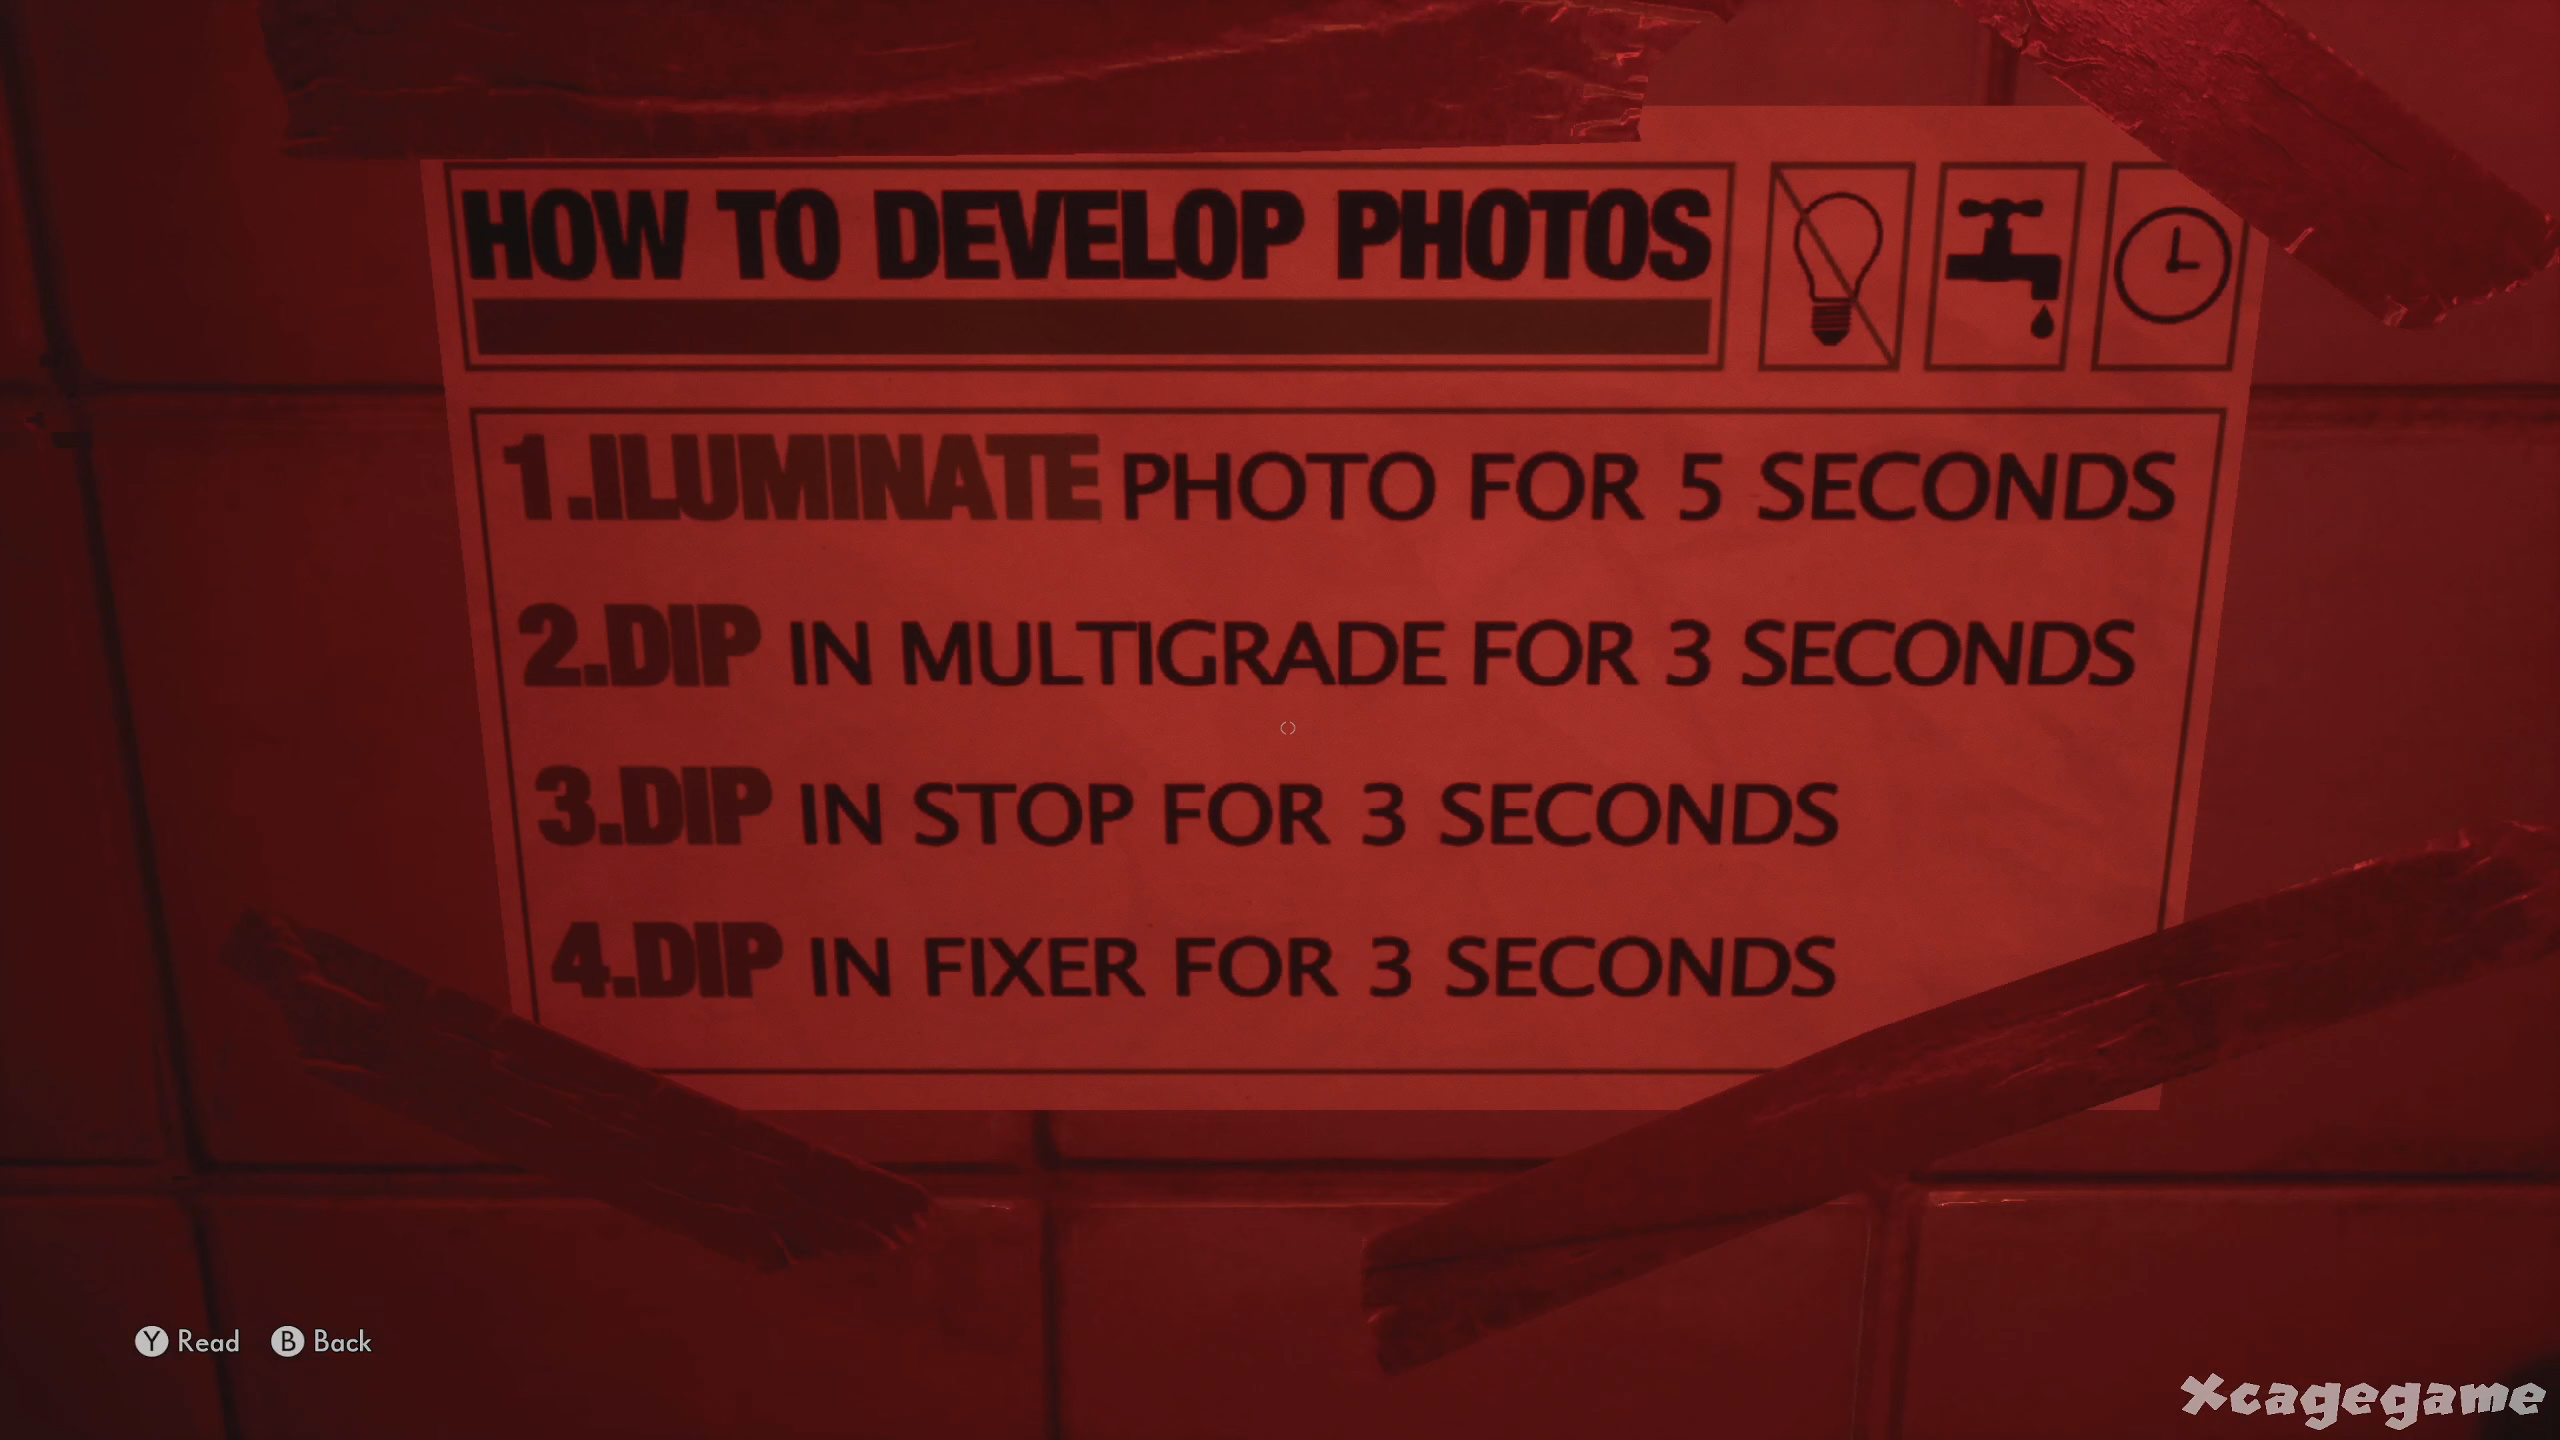 HOW TO DEVELOP PHOTOS
1.ILUMINATE PHOTO FOR 5 SECONDS
2.DIP IN MULTIGRADE FOR 3 SECONDS
3.DIP IN STOP FOR 3 SECONDS
4.DIP IN FIXER FOR 3 SECONDS
Y Read B Back
Xcagegame